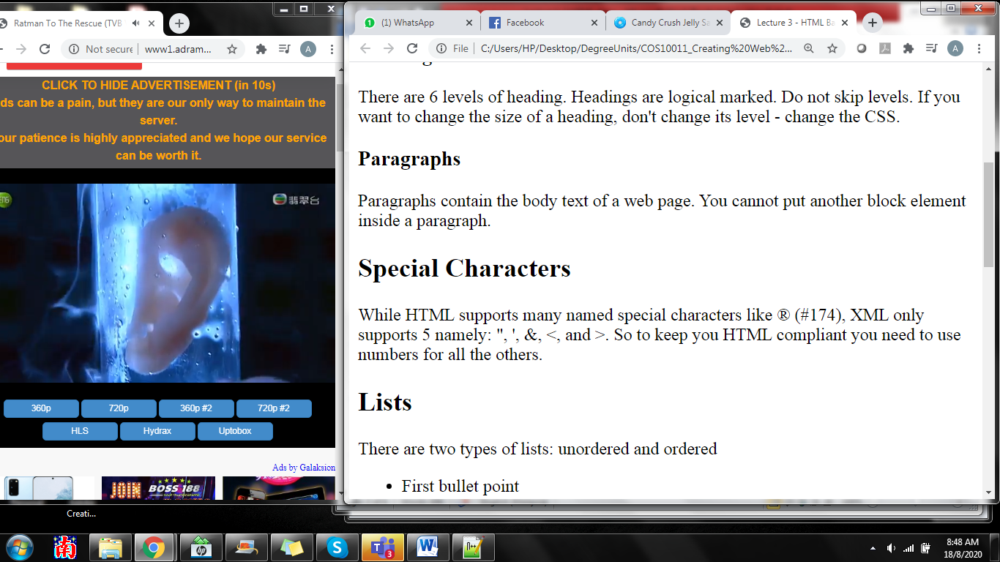 Ratman To The Rescue (TVB
Not secure
www1.adram...
A
CLICK TO HIDE ADVERTISEMENT (in 10s)
ds can be a pain, but they are our only way to maintain the
server.
our patience is highly appreciated and we hope our service
can be worth it.
ENG
翡翠台
360p
720p
360p #2
720p #2
HLS
Hydrax
Uptobox
Ads by Galaksion
JOIN
BOSS 188
(1) WhatsApp
Facebook
Candy Crush Jelly Sa
Lecture 3 - HTML Ba
File
C:/Users/HP/Desktop/DegreeUnits/COS10011_Creating%20Web%2...
A
There are 6 levels of heading. Headings are logical marked. Do not skip levels. If you
want to change the size of a heading, don't change its level - change the CSS.
Paragraphs
Paragraphs contain the body text of a web page. You cannot put another block element
inside a paragraph.
Special Characters
While HTML supports many named special characters like ® (#174), XML only
supports 5 namely: ", ', &, <, and >. So to keep you HTML compliant you need to use
numbers for all the others.
Lists
There are two types of lists: unordered and ordered
• First bullet point
Creati...
南
hp
S
T
3
W
8:48 AM
18/8/2020